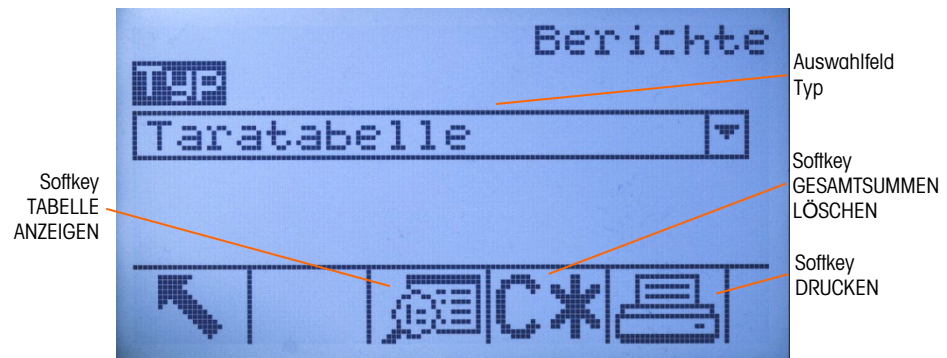 Berichte
Typ
Taratabelle
Auswahlfeld
Typ
Softkey
GESAMTSUMMEN
LÖSCHEN
Softkey
TABELLE
ANZEIGEN
Softkey
DRUCKEN
C*